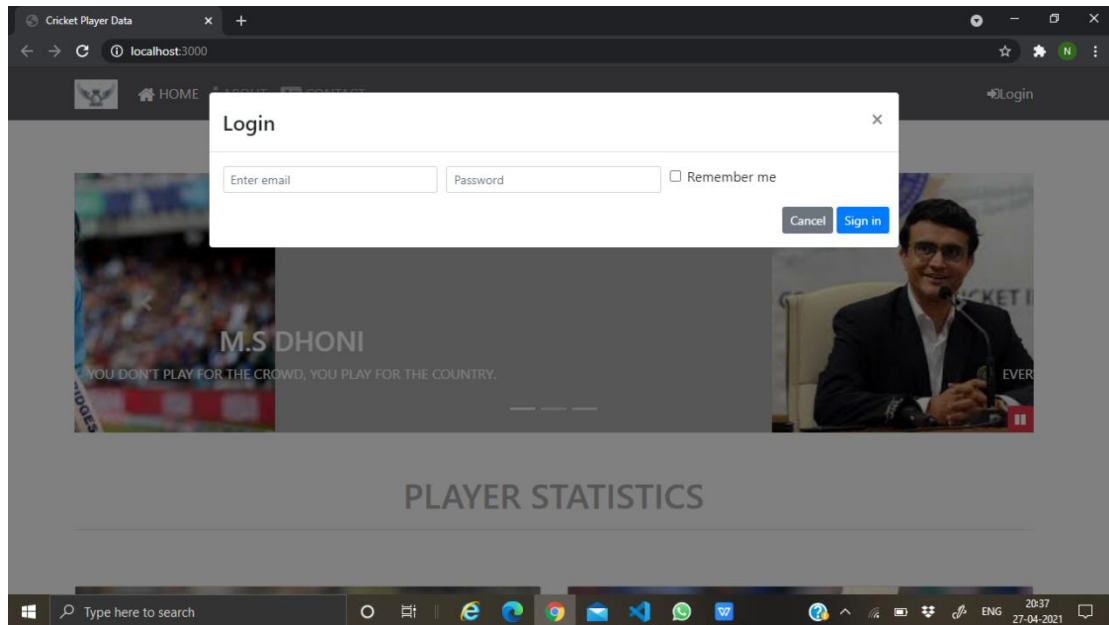 Cricket Player Data
localhost:3000
HOME ABOUT CONTACT Login
Login
Enter email Password Remember me
Cancel Sign in
M.S DHONI
YOU DON'T PLAY FOR THE CROWD, YOU PLAY FOR THE COUNTRY.
EVER
PLAYER STATISTICS
Type here to search
ENG
20:37
27-04-2021